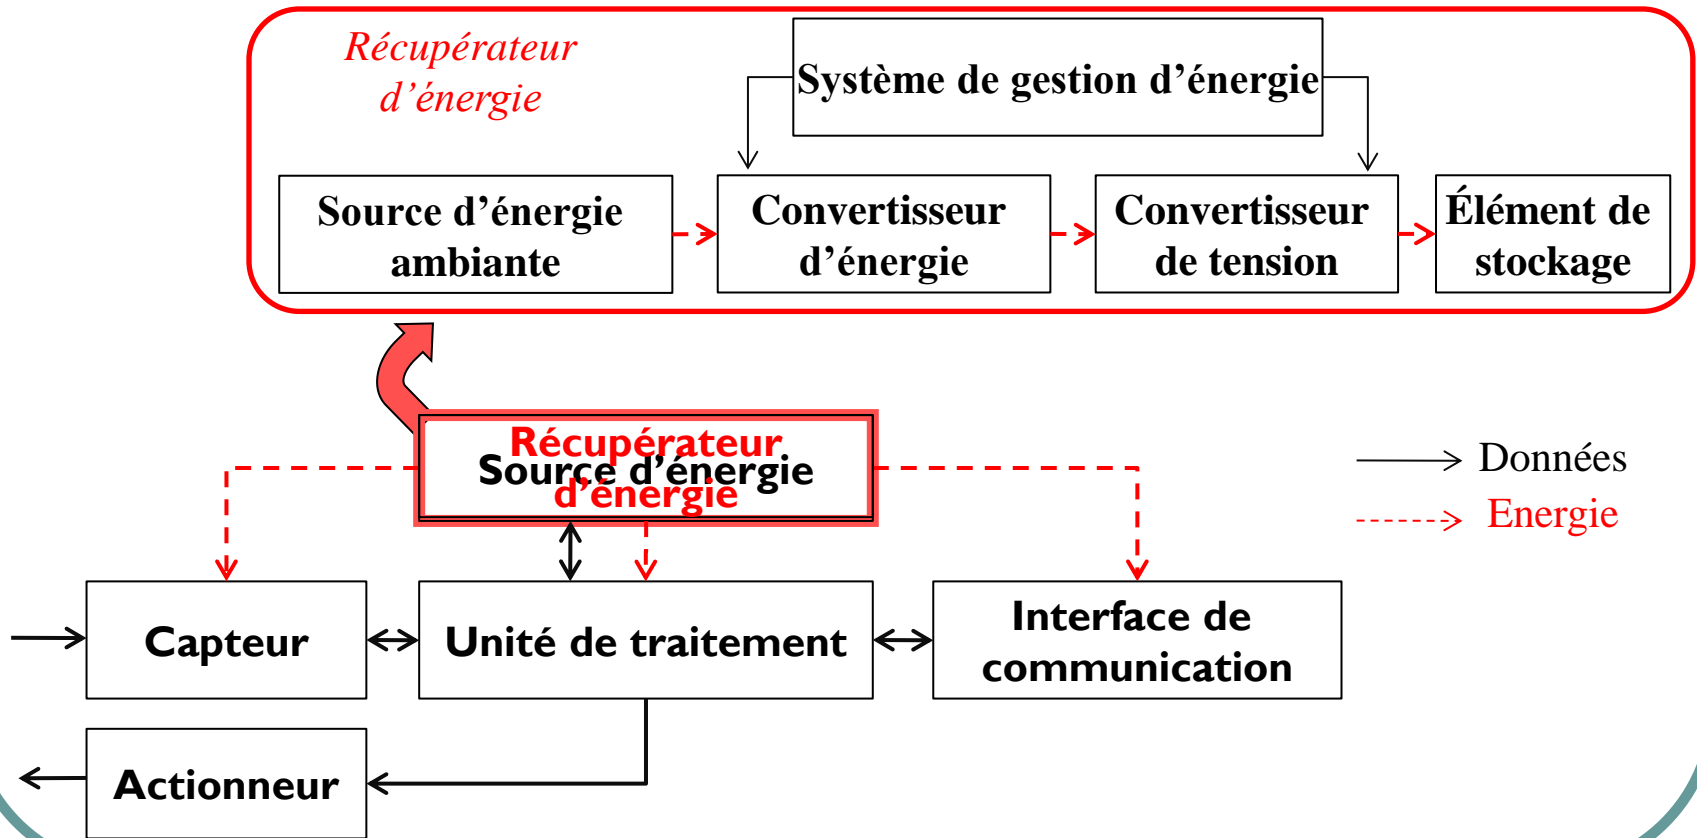 Récupérateur
d’énergie
Système de gestion d’énergie
Source d’énergie
ambiante
Convertisseur
d’énergie
Convertisseur
de tension
Élément de
stockage
Récupérateur
Source d’énergie
d’énergie
Données
Energie
Capteur
Unité de traitement
Interface de
communication
Actionneur